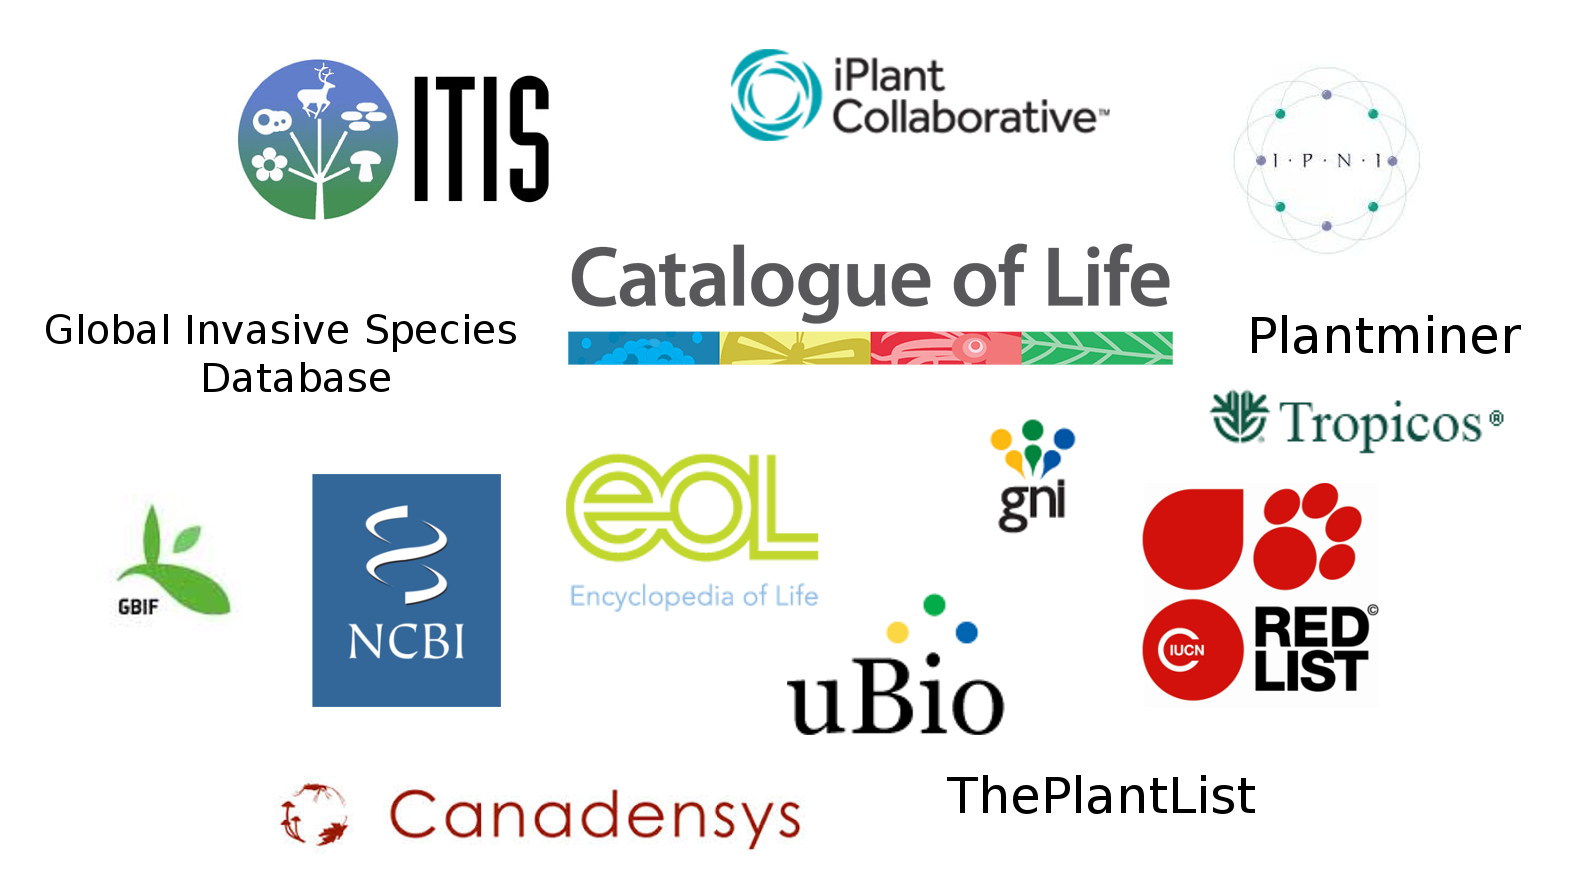 ITIS
iPlant
Collaborative™
I · P · N · I
Catalogue of Life
Global Invasive Species
Database
Plantminer
Tropicos®
eOL
Encyclopedia of Life
gni
GBIF
NCBI
uBio
IUCN
RED©
LIST
ThePlantList
Canadensys